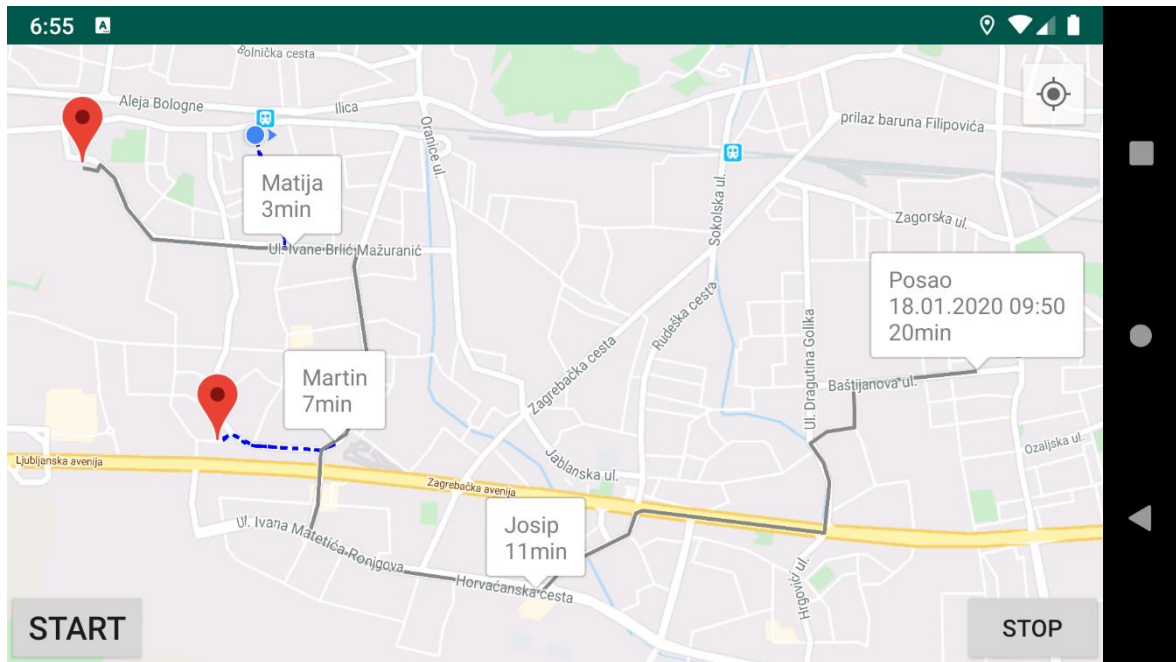 6:55
A
Bolnička cesta
Aleja Bologne
Ilica
Oranice ul.
prilaz baruna Filipovića
Sokolska ul.
Matija
3min
Zagorska ul.
Ul. Ivane Brlić Mažuranić
Posao
18.01.2020 09:50
20min
Rudeška cesta
Ul. Dragutina Golika
Martin
7min
Zagrebačka cesta
Baštijanova ul.
Ozaljska ul.
Ljubljanska avenija
Jablanska ul.
Zagrebačka avenija
Ul. Ivana Matetića-Ronjgova
Josip
11min
Horvaćanska cesta
Hrgovići ul.
START
STOP